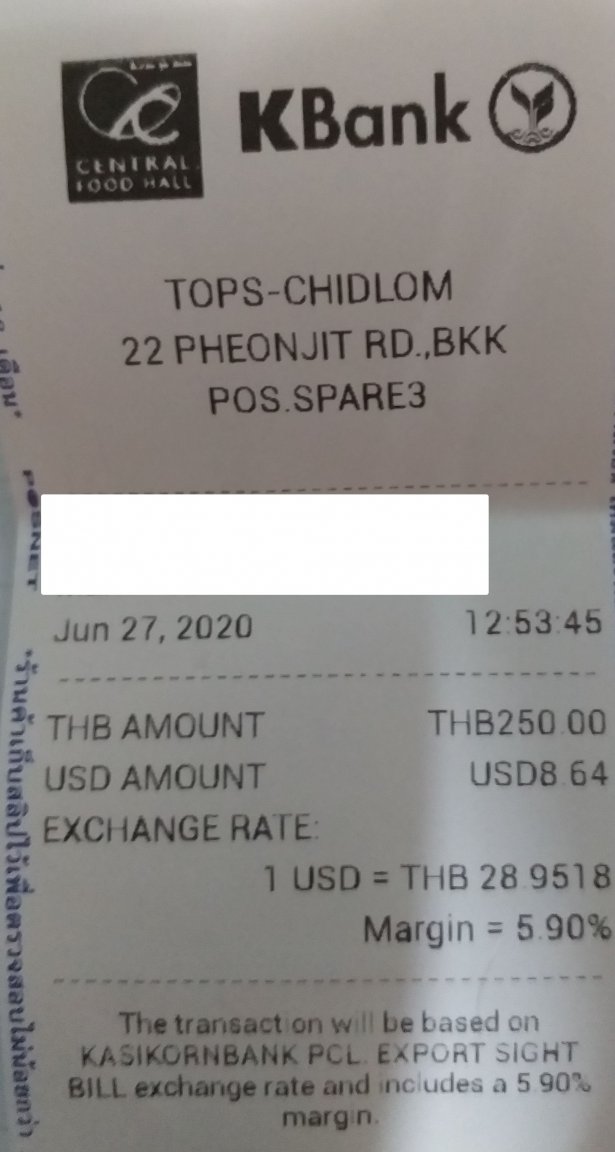 CENTRAL
FOOD HALL
KBank
TOPS-CHIDLOM
22 PHEONJIT RD.,BKK
POS.SPARE3
POSNET
Jun 27, 2020 12:53:45
THB AMOUNT THB250.00
USD AMOUNT USD8.64
EXCHANGE RATE:
1 USD = THB 28.9518
Margin = 5.90%
The transaction will be based on
KASIKORNBANK PCL. EXPORT SIGHT
BILL exchange rate and includes a 5.90%
margin.